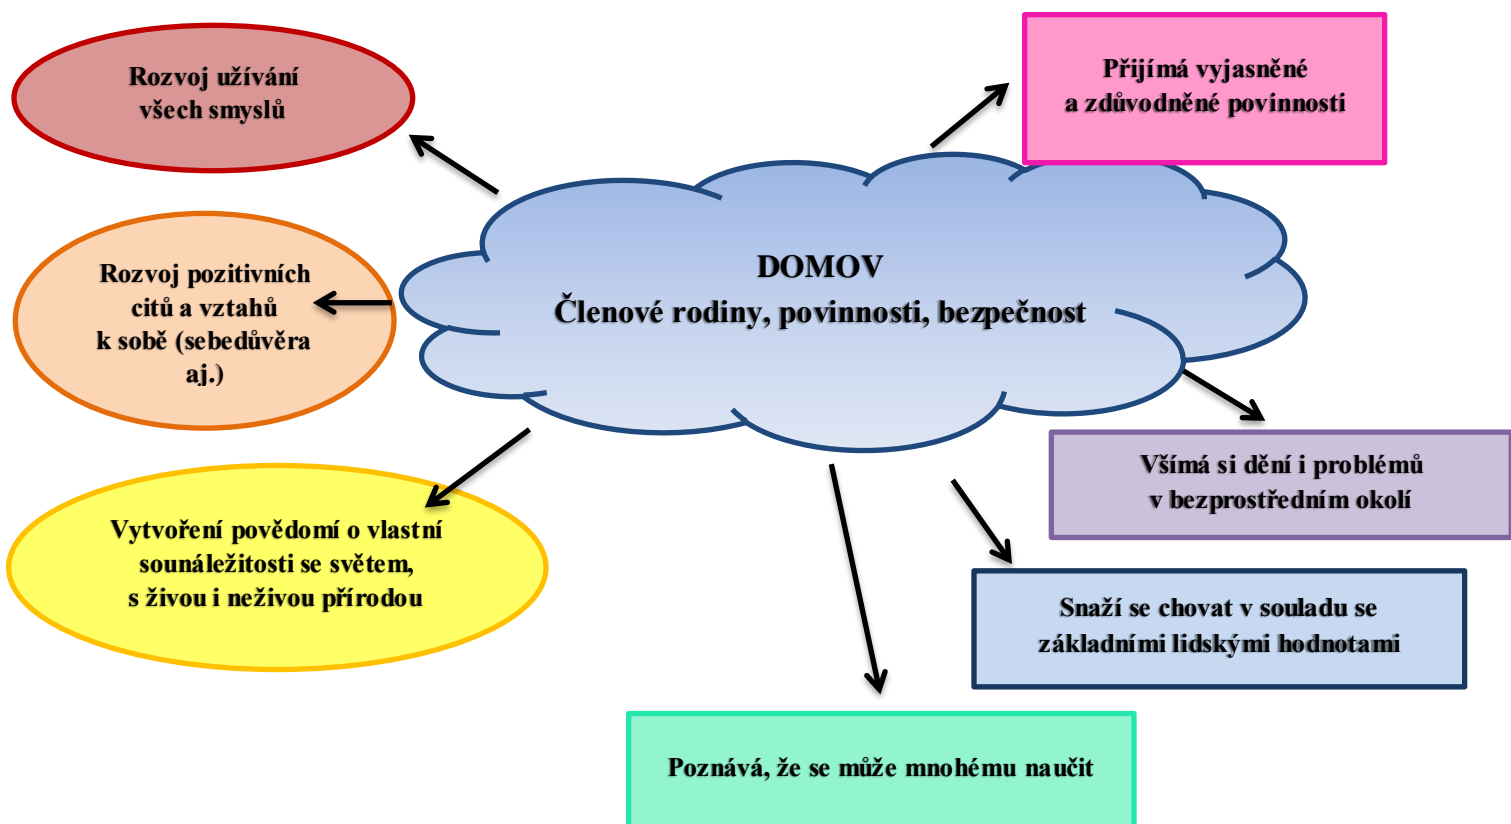 Rozvoj užívání
všech smyslů
Přijímá vyjasněné
a zdůvodněné povinnosti
DOMOV
Členové rodiny, povinnosti, bezpečnost
Rozvoj pozitivních
citů a vztahů
k sobě (sebedůvěra
aj.)
Všímá si dění i problémů
v bezprostředním okolí
Vytvoření povědomí o vlastní
sounáležitosti se světem,
s živou i neživou přírodou
Snaží se chovat v souladu se
základními lidskými hodnotami
Poznává, že se může mnohému naučit